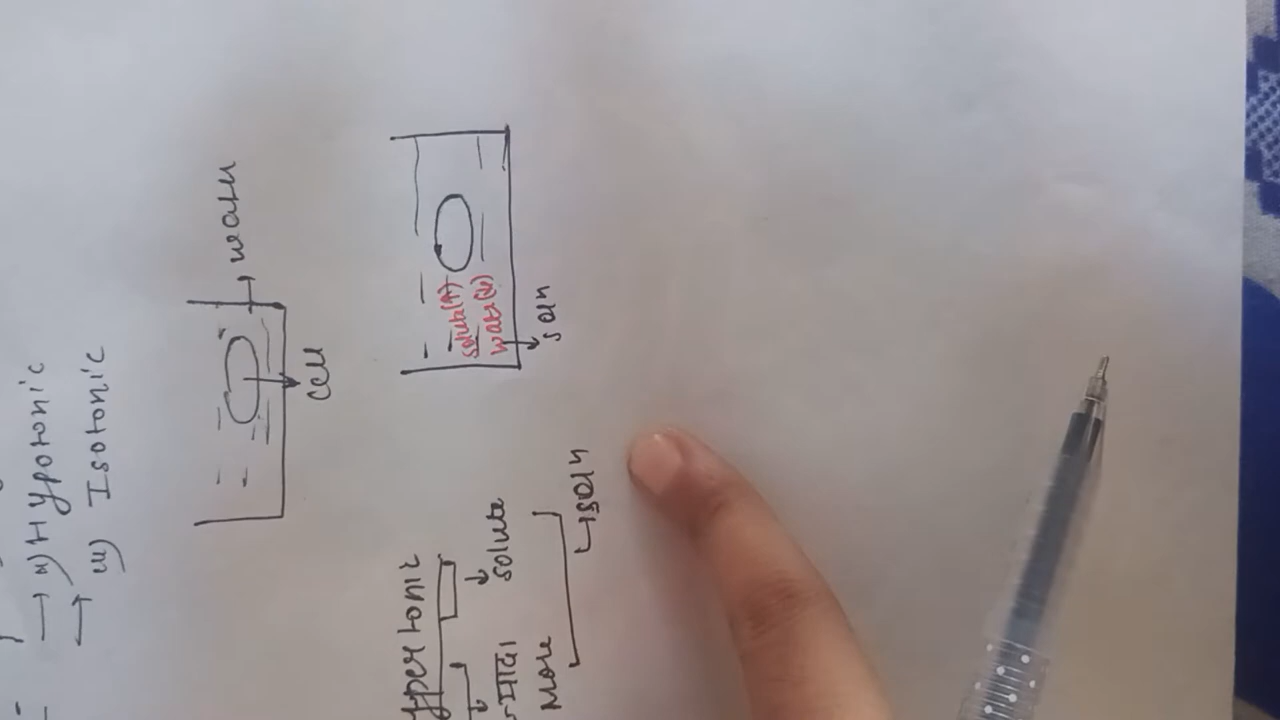 → ii) Hypotonic
→ iii) Isotonic
→ Water
Cell
Hypertonic
ज्यादा
solute
More
soln
solute(↑)
Water(↓)
soln